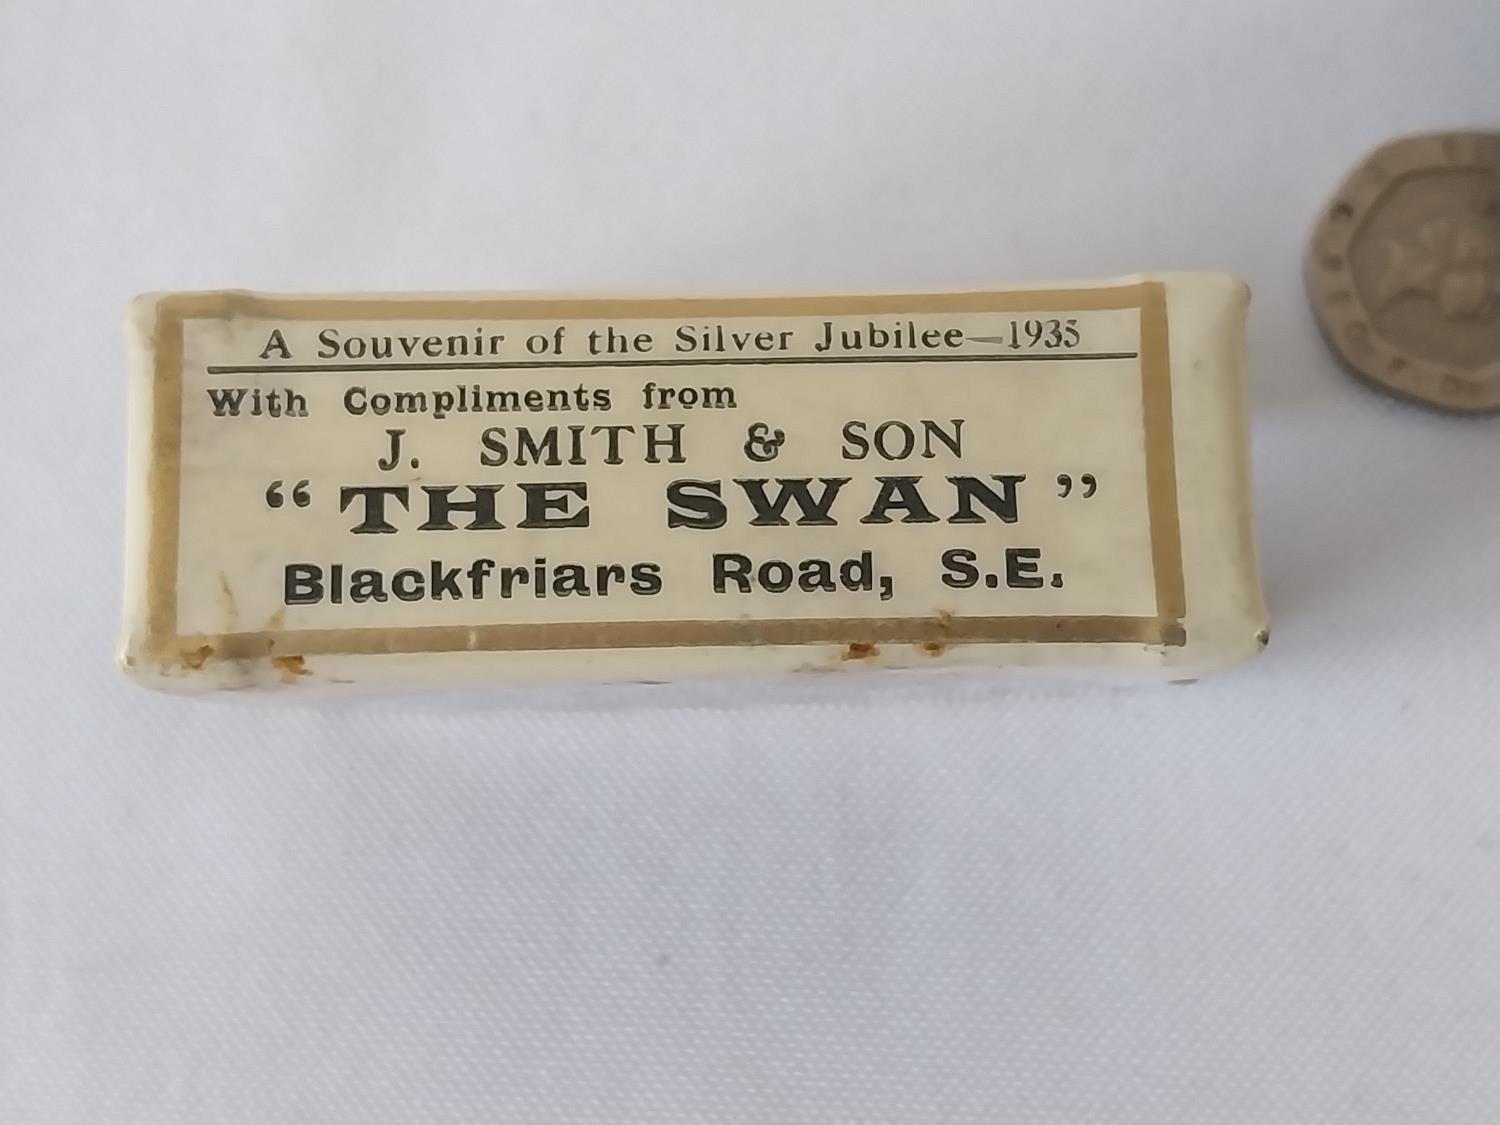 A Souvenir of the Silver Jubilee—1935
With Compliments from
J. SMITH & SON
“THE SWAN”
Blackfriars Road, S.E.